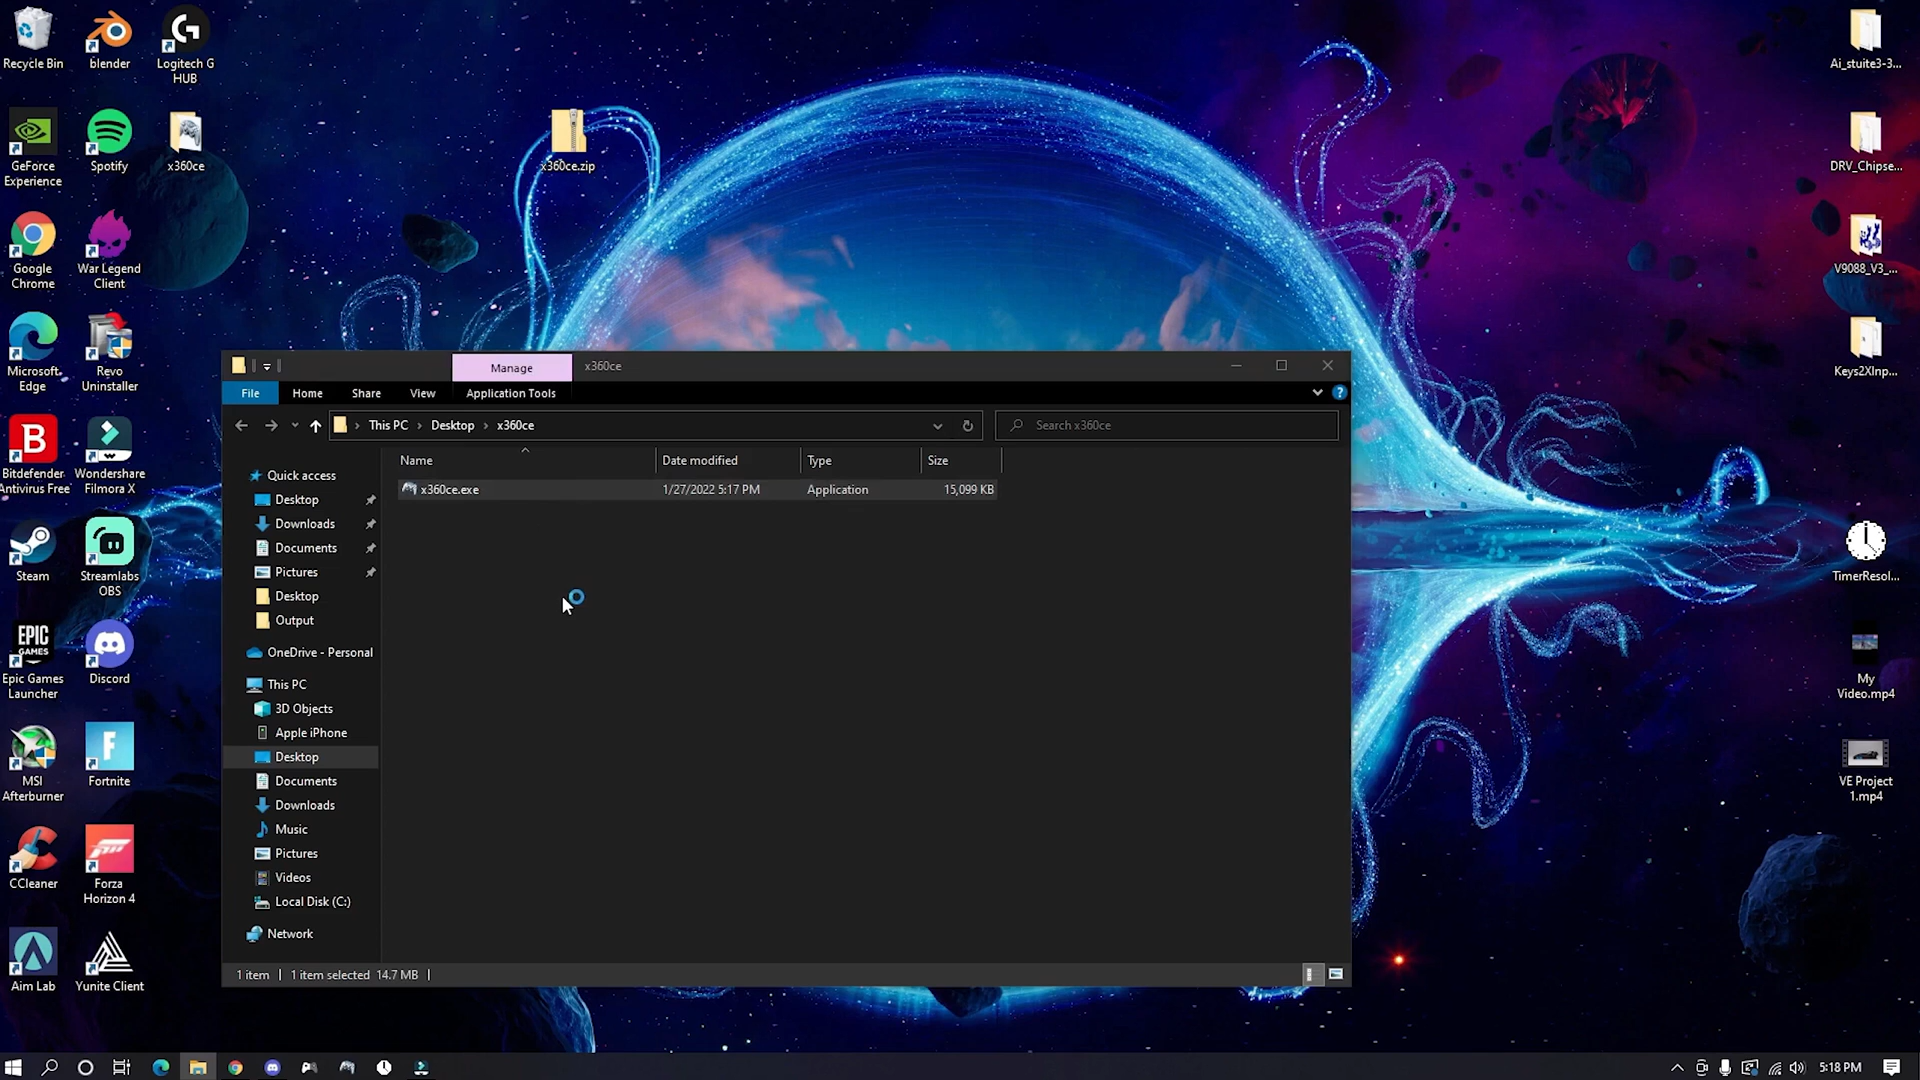 Recycle Bin
blender
Logitech G
HUB
GeForce
Experience
Spotify
x360ce
x360ce.zip
Google
Chrome
War Legend
Client
Microsoft
Edge
Revo
Uninstaller
Bitdefender
Antivirus Free
Wondershare
Filmora X
Steam
Streamlabs
OBS
EPIC
GAMES
Epic Games
Launcher
Discord
MSI
Afterburner
Fortnite
CCleaner
Forza
Horizon 4
Aim Lab
Yunite Client
Ai_stuite3-3...
DRV_Chipse...
V9088_V3_...
Keys2XInp...
TimerResol...
My
Video.mp4
VE Project
1.mp4
Manage
x360ce
File
Home
Share
View
Application Tools
This PC
Desktop
x360ce
Search x360ce
Name
Date modified
Type
Size
x360ce.exe
1/27/2022 5:17 PM
Application
15,099 KB
Quick access
Desktop
Downloads
Documents
Pictures
Desktop
Output
OneDrive - Personal
This PC
3D Objects
Apple iPhone
Desktop
Documents
Downloads
Music
Pictures
Videos
Local Disk (C:)
Network
1 item
1 item selected 14.7 MB
5:18 PM